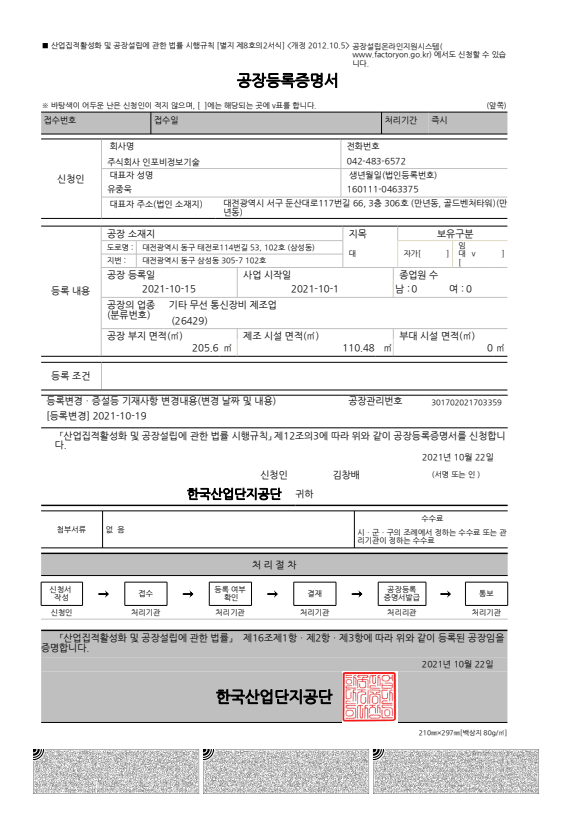 ■ 산업집적활성화 및 공장설립에 관한 법률 시행규칙 [별지 제8호의2서식] <개정 2012.10.5>
공장설립온라인지원시스템(
www.factoryon.go.kr) 에서도 신청할 수 있습
니다.
공장등록증명서
※ 바탕색이 어두운 난은 신청인이 적지 않으며, [ ]에는 해당되는 곳에 v표를 합니다. (앞쪽)
접수번호 접수일 처리기간 즉시
신청인
회사명 전화번호
주식회사 인포비정보기술 042-483-6572
대표자 성명 생년월일(법인등록번호)
유중욱 160111-0463375
대표자 주소(법인 소재지) 대전광역시 서구 둔산대로117번길 66, 3층 306호 (만년동, 골드벤처타워)(만
년동)
등록 내용
공장 소재지 지목 보유구분
도로명 : 대전광역시 동구 태전로114번길 53, 102호 (삼성동)
지번 : 대전광역시 동구 삼성동 305-7 102호
대 자가[ ] 임대 [ v ]
공장 등록일 사업 시작일 종업원 수
2021-10-15 2021-10-1 남 :0 여 : 0
공장의 업종 기타 무선 통신장비 제조업
(분류번호) (26429)
공장 부지 면적(㎡) 제조 시설 면적(㎡) 부대 시설 면적(㎡)
205.6 ㎡ 110.48 ㎡ 0 ㎡
등록 조건
등록변경ㆍ증설등 기재사항 변경내용(변경 날짜 및 내용) 공장관리번호 301702021703359
[등록변경] 2021-10-19
「산업집적활성화 및 공장설립에 관한 법률 시행규칙」제12조의3에 따라 위와 같이 공장등록증명서를 신청합니
다.
2021년 10월 22일
신청인 김창배 (서명 또는 인 )
한국산업단지공단 귀하
첨부서류 없 음 수수료
시ㆍ군ㆍ구의 조례에서 정하는 수수료 또는 관
리기관이 정하는 수수료
처 리 절 차
신청서 작성 → 접수 → 등록 여부 확인 → 결재 → 공장등록 증명서발급 → 통보
신청인 처리기관 처리기관 처리기관 처리리관 처리기관
「산업집적활성화 및 공장설립에 관한 법률」 제16조제1항ㆍ제2항ㆍ제3항에 따라 위와 같이 등록된 공장임을
증명합니다.
2021년 10월 22일
한국산업단지공단
210㎜×297㎜[백상지 80g/㎡]